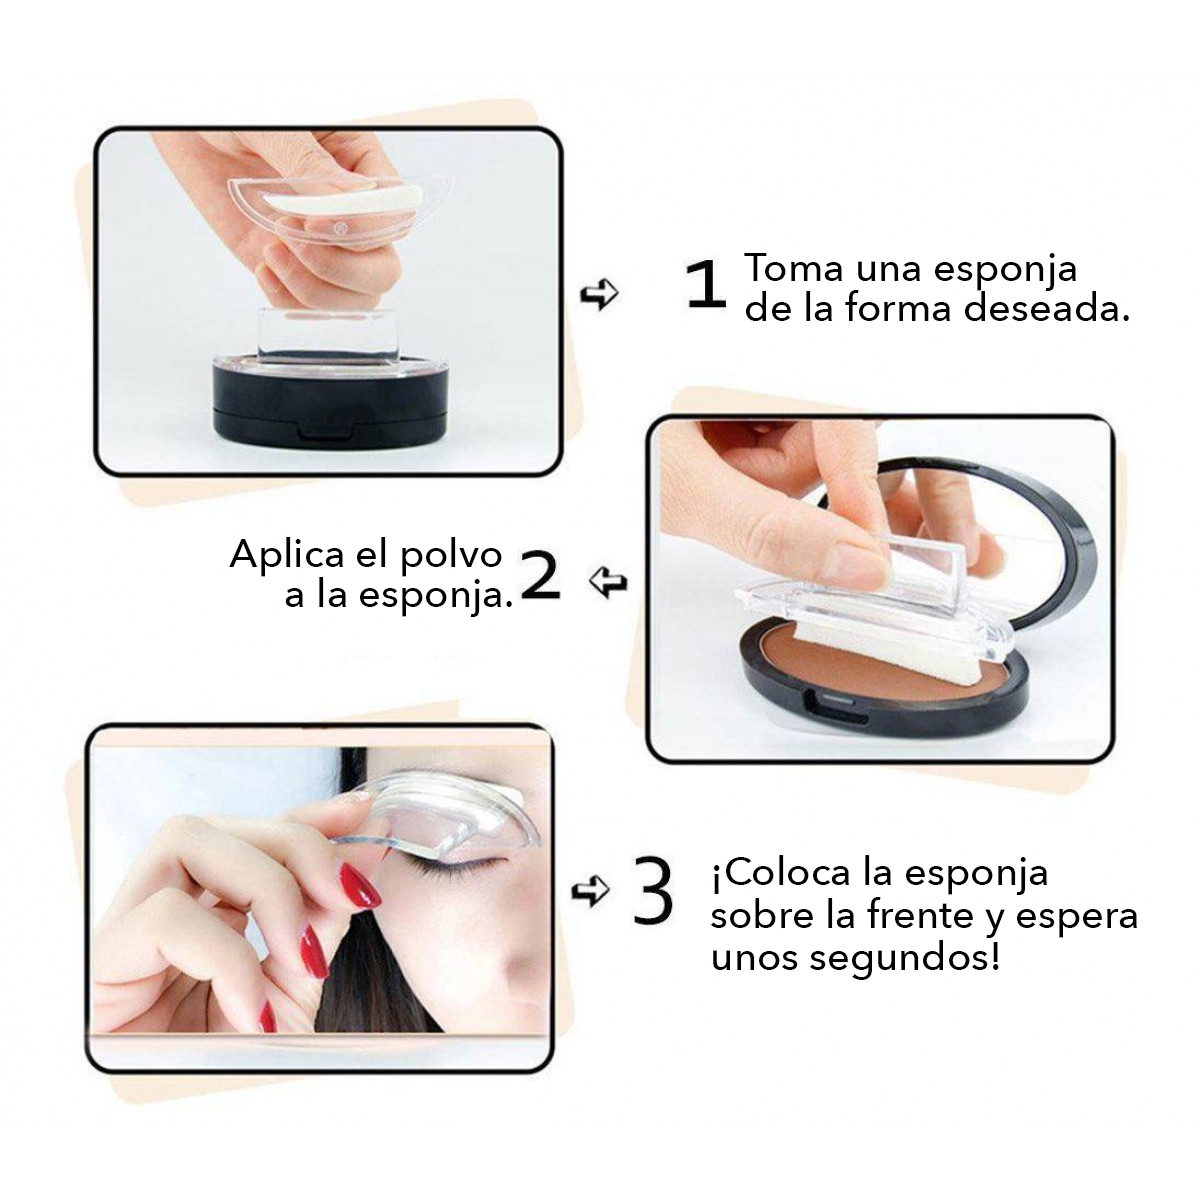 1 Toma una esponja
de la forma deseada.
Aplica el polvo
a la esponja. 2
3 ¡Coloca la esponja
sobre la frente y espera
unos segundos!